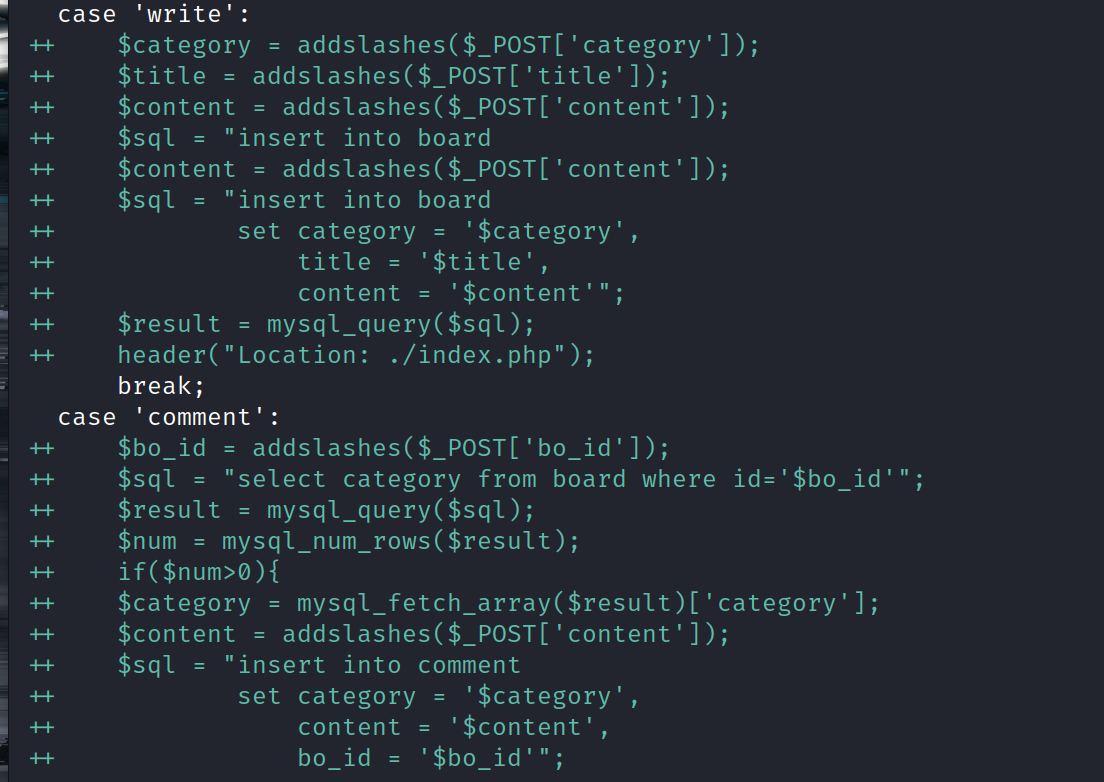 case 'write':
++ $category = addslashes($_POST['category']);
++ $title = addslashes($_POST['title']);
++ $content = addslashes($_POST['content']);
++ $sql = "insert into board
++ $content = addslashes($_POST['content']);
++ $sql = "insert into board
++ set category = '$category',
++ title = '$title',
++ content = '$content'";
++ $result = mysql_query($sql);
++ header("Location: ./index.php");
break;
case 'comment':
++ $bo_id = addslashes($_POST['bo_id']);
++ $sql = "select category from board where id='$bo_id'";
++ $result = mysql_query($sql);
++ $num = mysql_num_rows($result);
++ if($num>0){
++ $category = mysql_fetch_array($result)['category'];
++ $content = addslashes($_POST['content']);
++ $sql = "insert into comment
++ set category = '$category',
++ content = '$content',
++ bo_id = '$bo_id'";